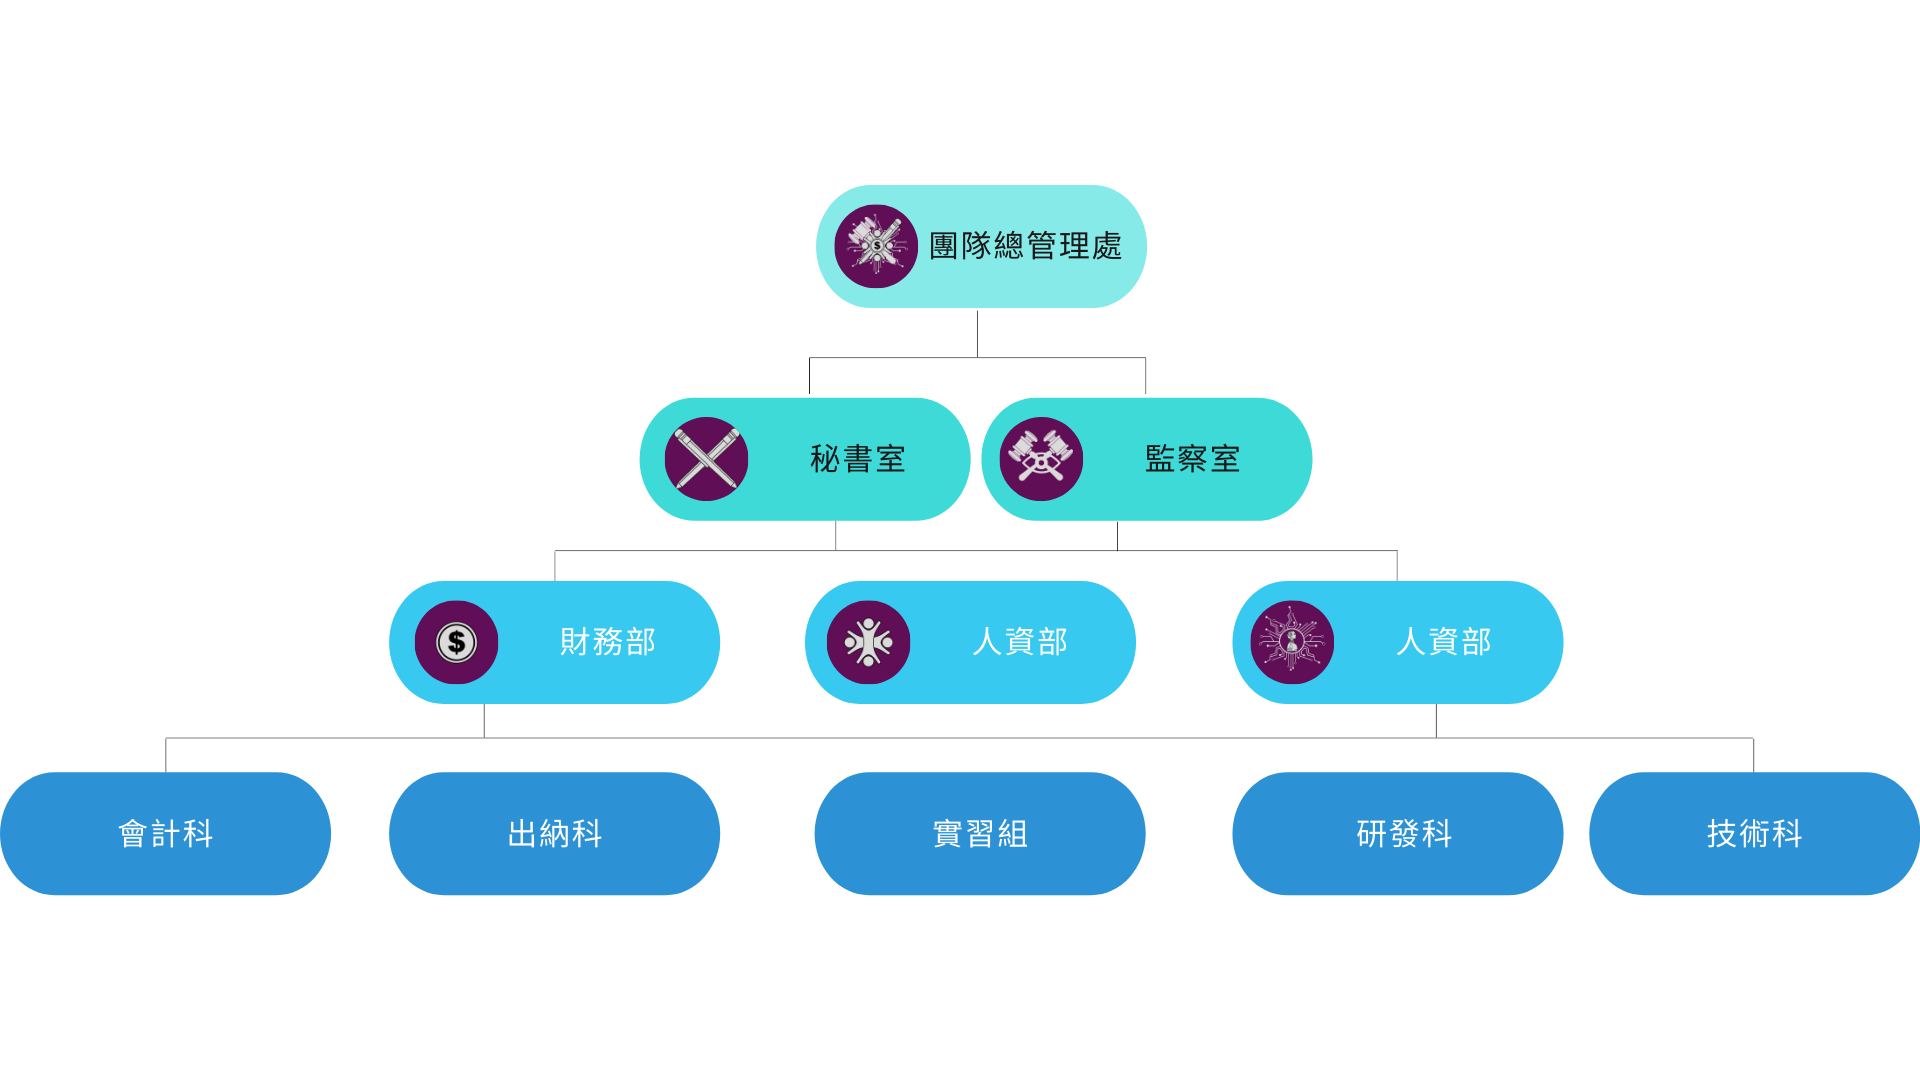 團隊總管理處
秘書室
監察室
財務部
人資部
人資部
會計科
出納科
實習組
研發科
技術科